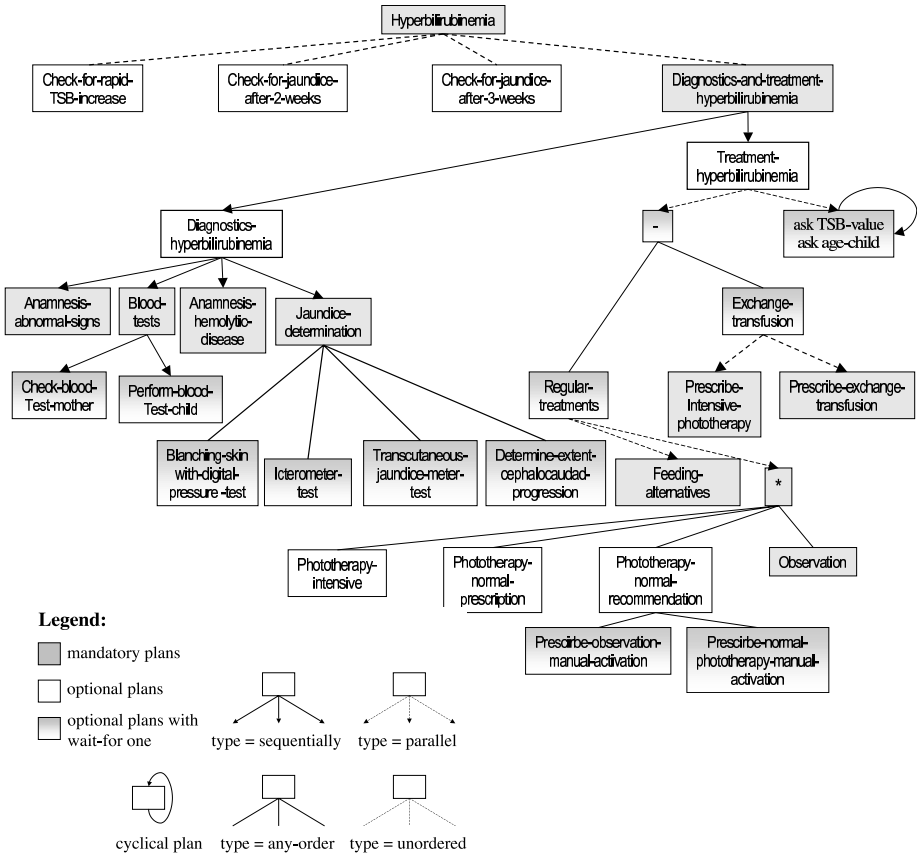 Hyperbilirubinemia
Check-for-rapid-
TSB-increase
Check-for-jaundice-
after-2-weeks
Check-for-jaundice-
after-3-weeks
Diagnostics-and-treatment-
hyperbilirubinemia
Treatment-
hyperbilirubinemia
Diagnostics-
hyperbilirubinemia
-
ask TSB-value
ask age-child
Anamnesis-
abnormal-signs
Blood-
tests
Anamnesis-
hemolytio-
disease
Jaundice-
determination
Exchange-
transfusion
Check-blood-
Test-mother
Perform-blood-
Test-child
Regular-
treatments
Prescribe-
Intensive-
phototherapy
Prescribe-exchange-
transfusion
Blanching-skin
with-digital-
pressure -test
Icterometer-
test
Transcutaneous-
jaundice-meter-
test
Determine-extent-
cephalocaudad-
progression
Feeding-
alternatives
*
Phototherapy-
intensive
Phototherapy-
normal-
prescription
Phototherapy-
normal-
recommendation
Observation
Prescirbe-observation-
manual-activation
Prescirbe-normal-
phototherapy-manual-
activation
Legend:
mandatory plans
optional plans
optional plans with
wait-for one
type = sequentially
type = parallel
cyclical plan
type = any-order
type = unordered